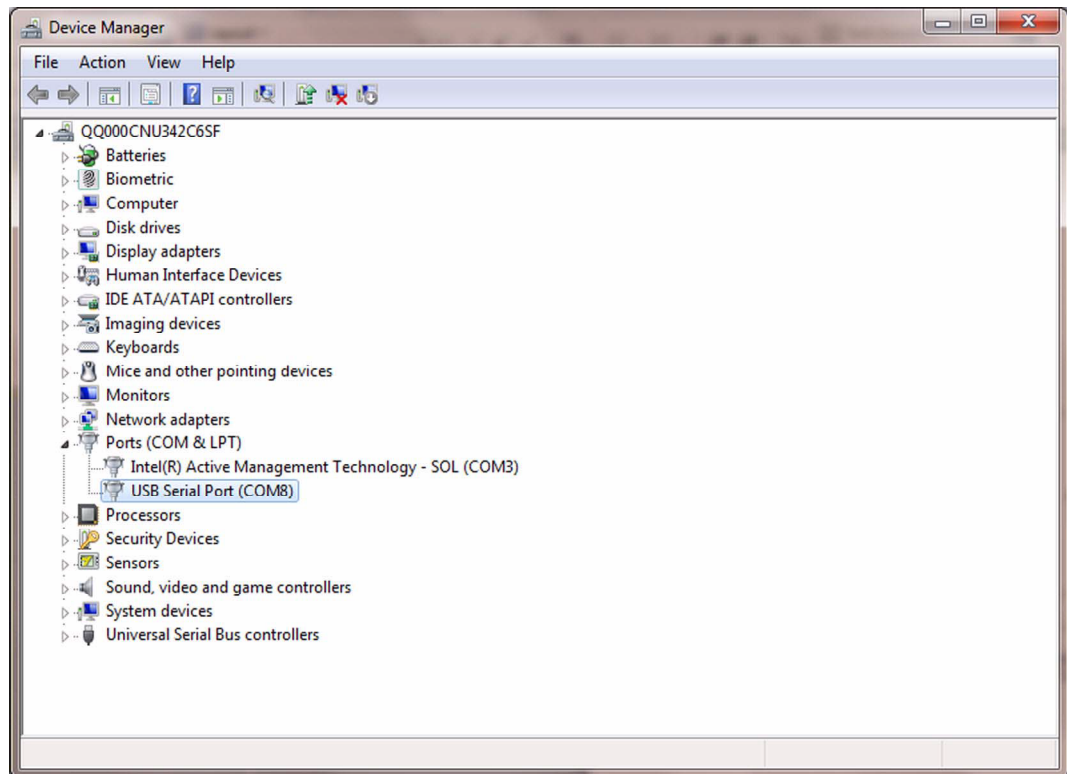 Device Manager
File Action View Help
QQ000CNU342C6SF
Batteries
Biometric
Computer
Disk drives
Display adapters
Human Interface Devices
IDE ATA/ATAPI controllers
Imaging devices
Keyboards
Mice and other pointing devices
Monitors
Network adapters
Ports (COM & LPT)
Intel(R) Active Management Technology - SOL (COM3)
USB Serial Port (COM8)
Processors
Security Devices
Sensors
Sound, video and game controllers
System devices
Universal Serial Bus controllers